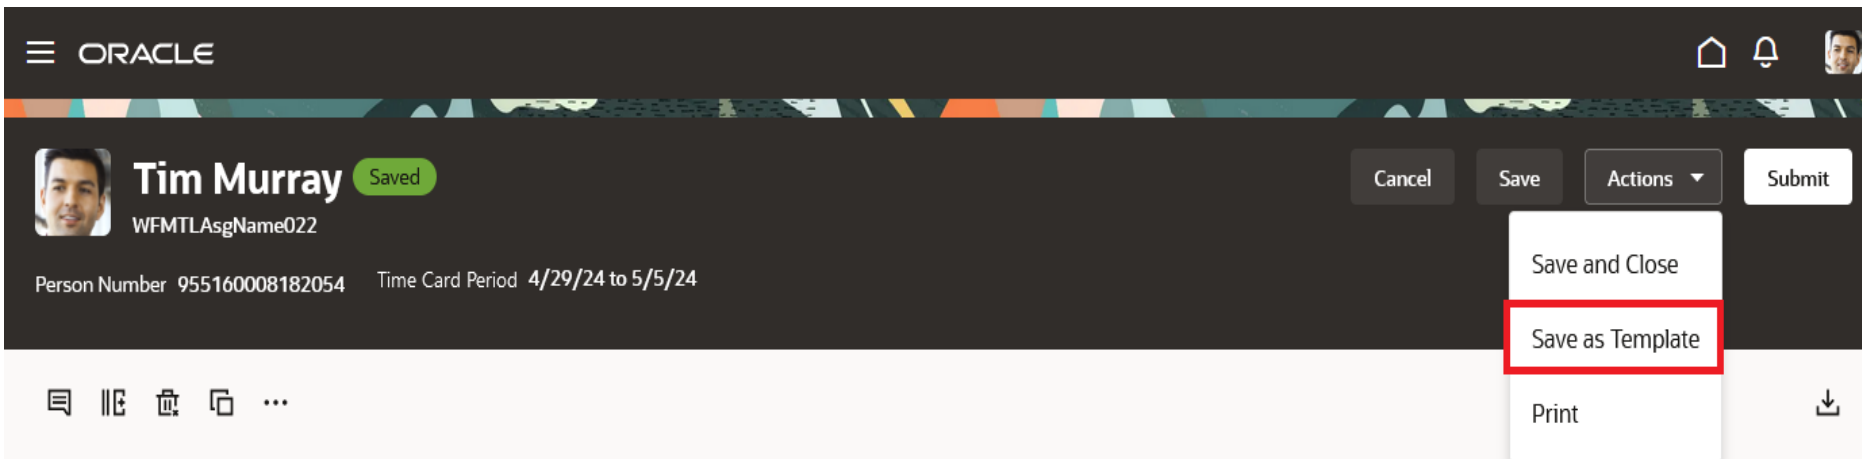 ORACLE
Tim Murray Saved
WFMTLAsgName022
Person Number 955160008182054 Time Card Period 4/29/24 to 5/5/24
Cancel Save Actions Submit
Save and Close
Save as Template
Print